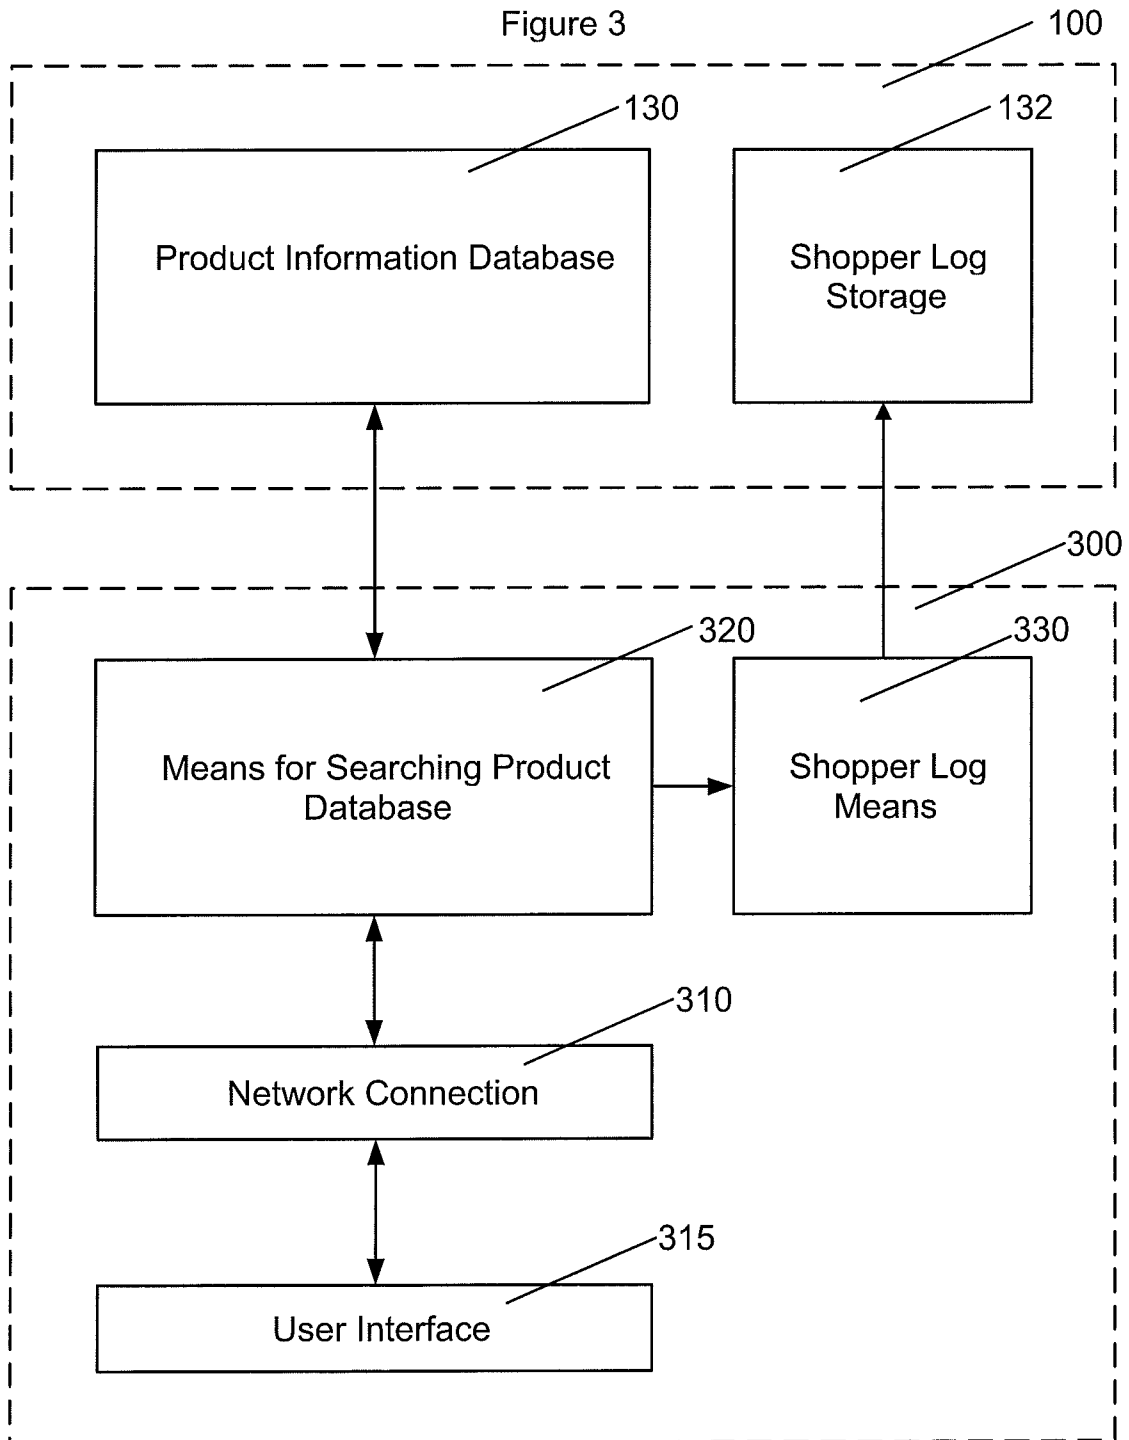 Figure 3
100
130
132
Product Information Database
Shopper Log
Storage
300
320
330
Means for Searching Product
Database
Shopper Log
Means
310
Network Connection
315
User Interface